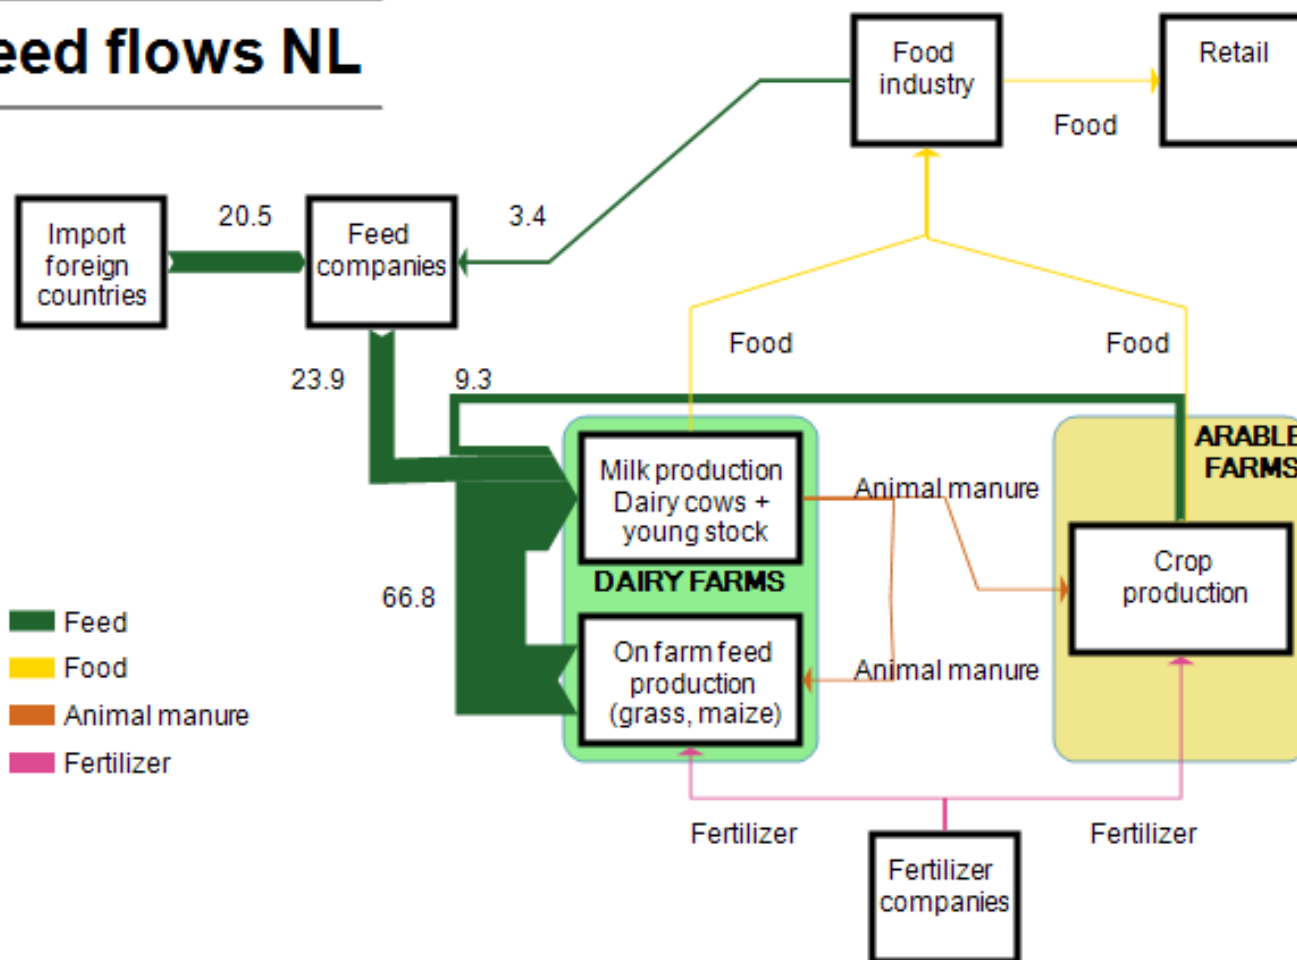 eed flows NL
Food
industry
Retail
Food
20.5
3.4
Import
foreign
countries
Feed
companies
Food
Food
23.9
9.3
ARABLE
FARMS
Milk production
Dairy cows +
young stock
Animal manure
DAIRY FARMS
Crop
production
66.8
On farm feed
production
(grass, maize)
Animal manure
Feed
Food
Animal manure
Fertilizer
Fertilizer
Fertilizer
Fertilizer
companies